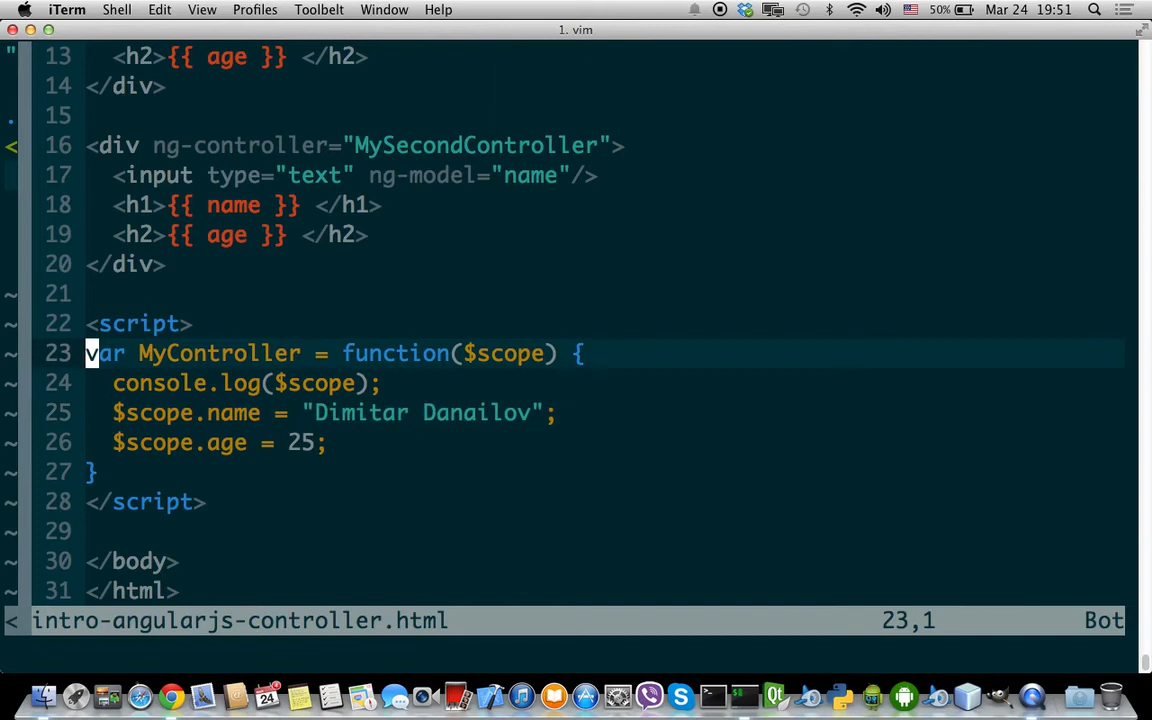 iTerm Shell Edit View Profiles Toolbelt Window Help 50% Mar 24 19:51
1. vim
13 <h2>{{ age }} </h2>
14 </div>
15
16 <div ng-controller="MySecondController">
17 <input type="text" ng-model="name"/>
18 <h1>{{ name }} </h1>
19 <h2>{{ age }} </h2>
20 </div>
21
22 <script>
23 var MyController = function($scope) {
24 console.log($scope);
25 $scope.name = "Dimitar Danailov";
26 $scope.age = 25;
27 }
28 </script>
29
30 </body>
31 </html>
< intro-angularjs-controller.html 23,1 Bot